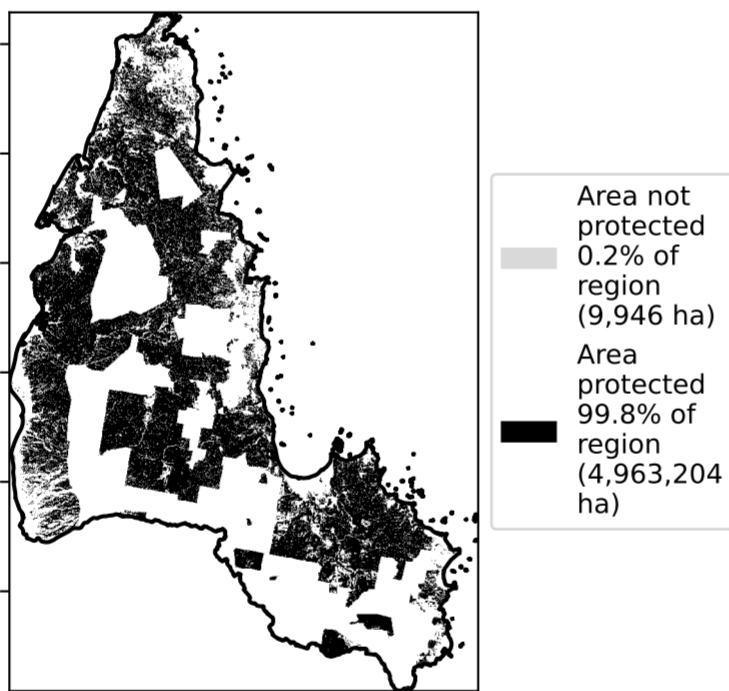 Area not
protected
0.2% of
region
(9,946 ha)
Area
protected
99.8% of
region
(4,963,204
ha)